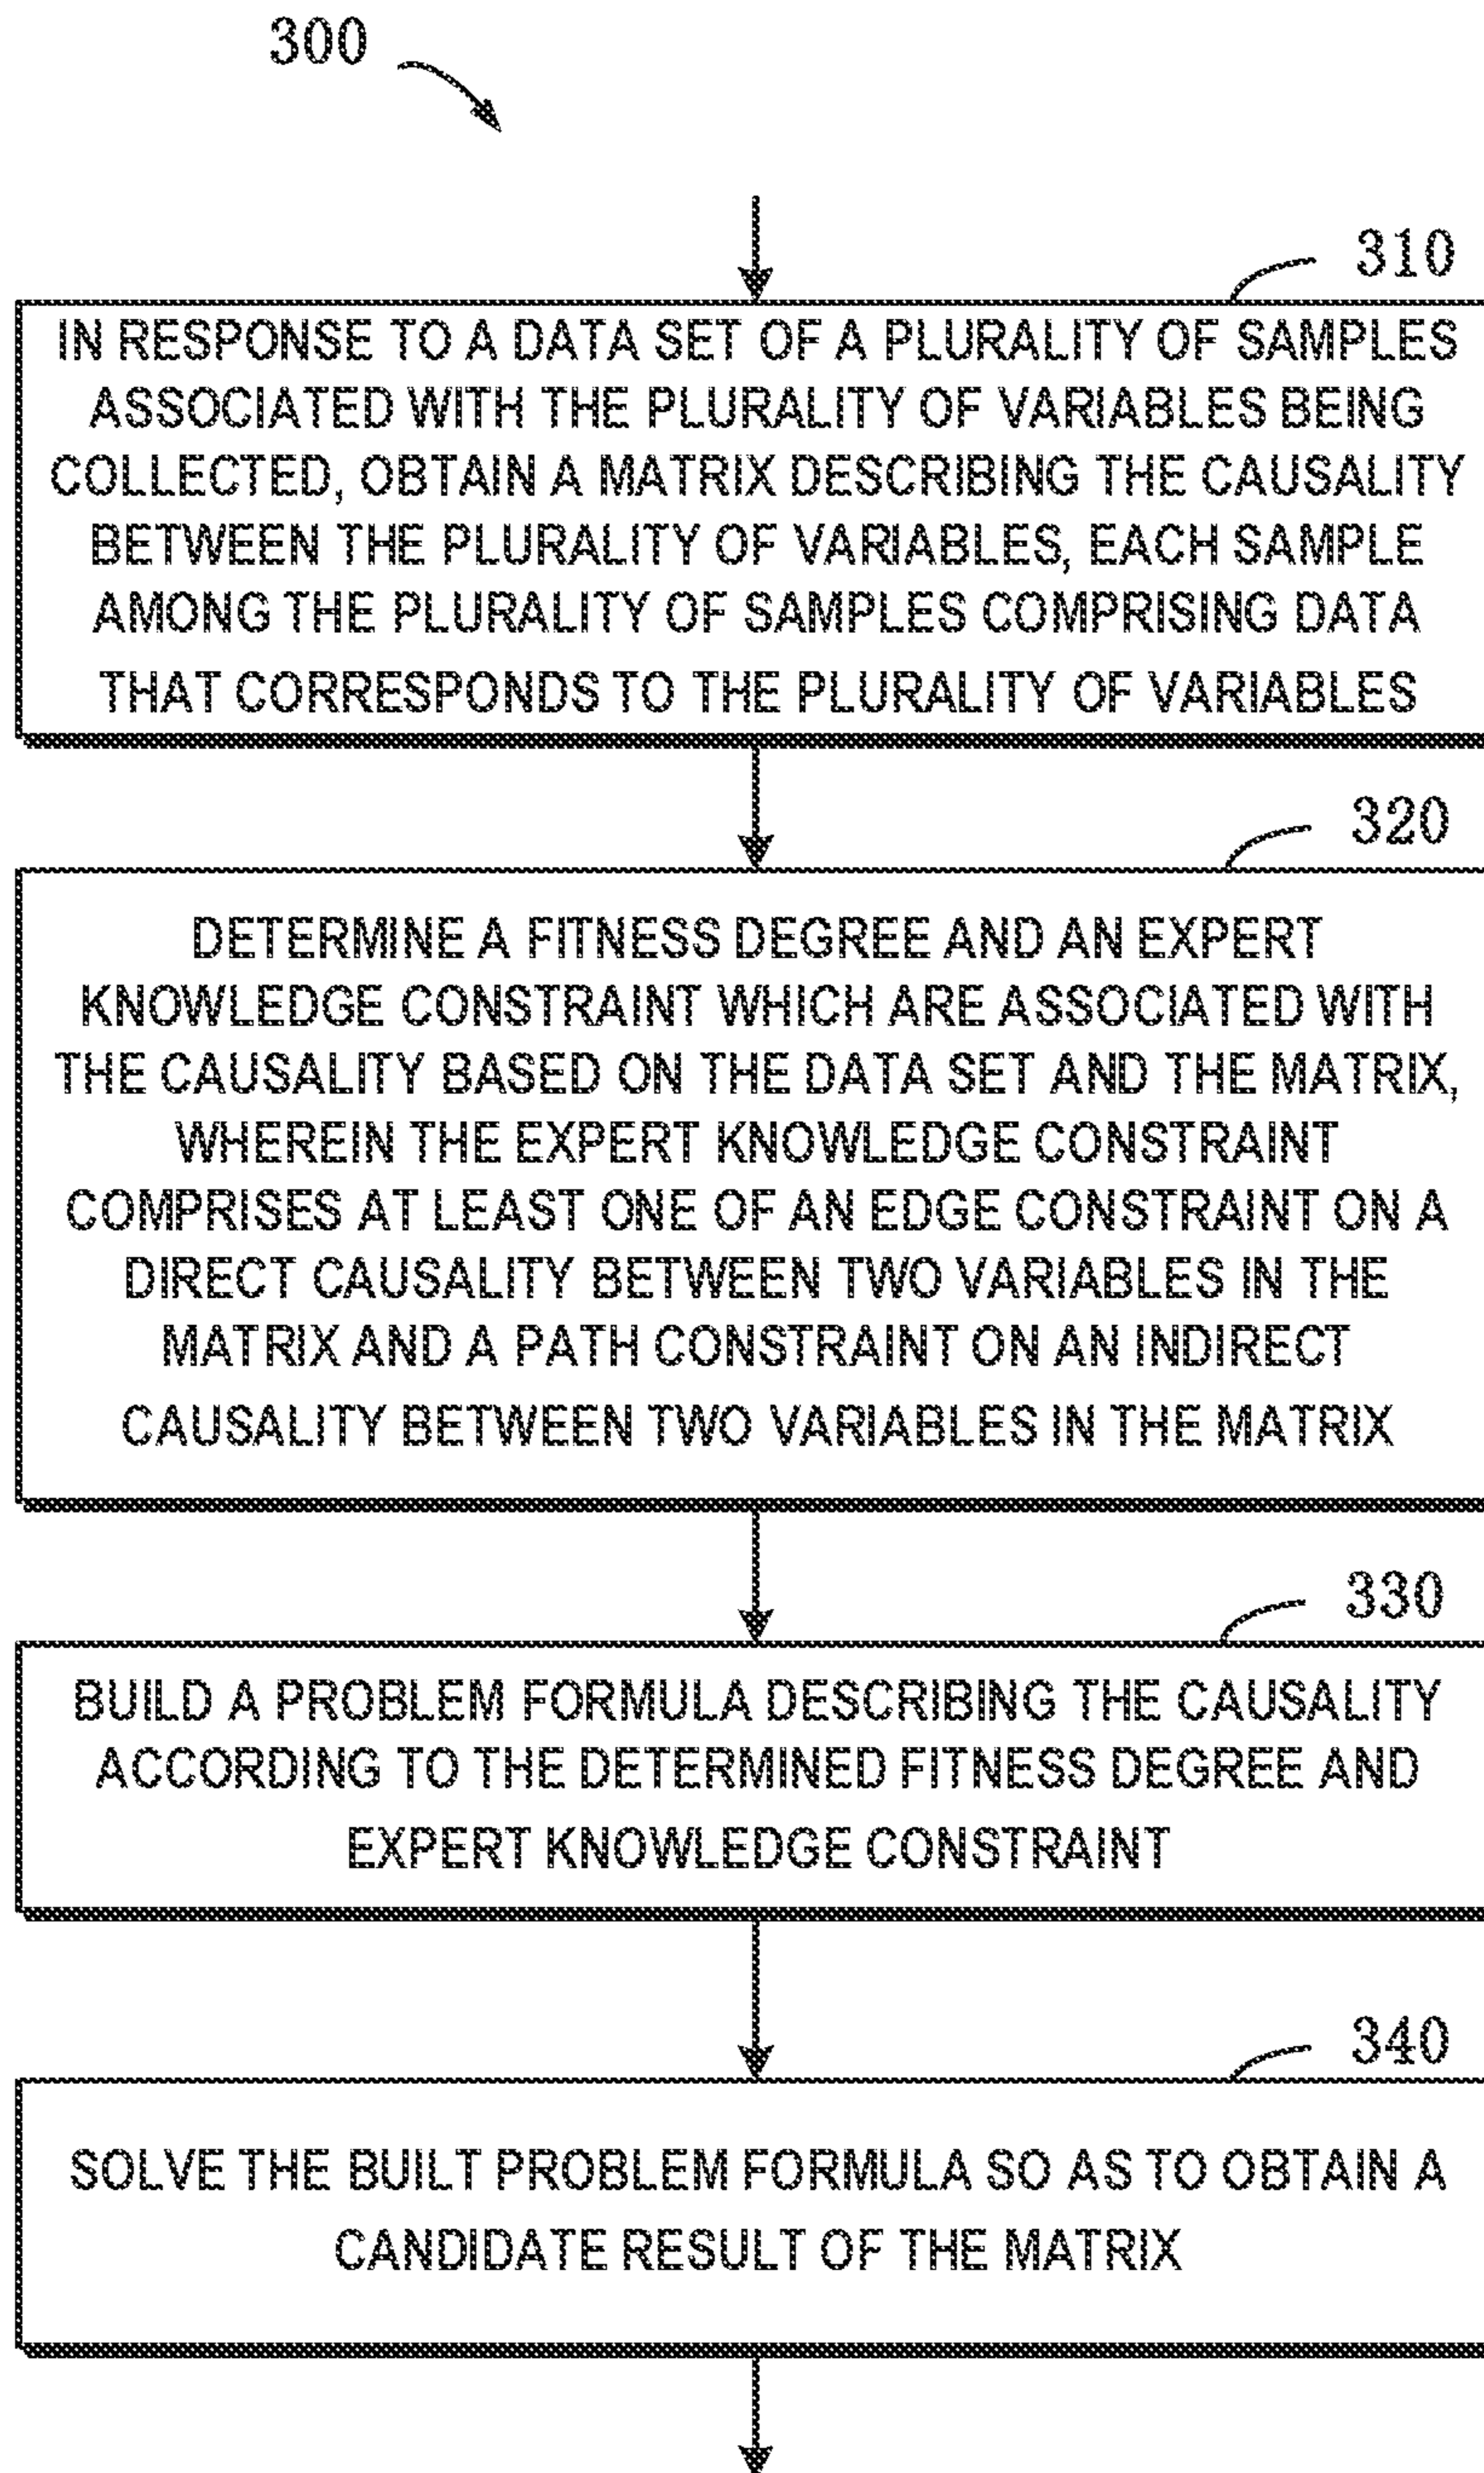 300
310
IN RESPONSE TO A DATA SET OF A PLURALITY OF SAMPLES
ASSOCIATED WITH THE PLURALITY OF VARIABLES BEING
COLLECTED, OBTAIN A MATRIX DESCRIBING THE CAUSALITY
BETWEEN THE PLURALITY OF VARIABLES, EACH SAMPLE
AMONG THE PLURALITY OF SAMPLES COMPRISING DATA
THAT CORRESPONDS TO THE PLURALITY OF VARIABLES
320
DETERMINE A FITNESS DEGREE AND AN EXPERT
KNOWLEDGE CONSTRAINT WHICH ARE ASSOCIATED WITH
THE CAUSALITY BASED ON THE DATA SET AND THE MATRIX,
WHEREIN THE EXPERT KNOWLEDGE CONSTRAINT
COMPRISES AT LEAST ONE OF AN EDGE CONSTRAINT ON A
DIRECT CAUSALITY BETWEEN TWO VARIABLES IN THE
MATRIX AND A PATH CONSTRAINT ON AN INDIRECT
CAUSALITY BETWEEN TWO VARIABLES IN THE MATRIX
330
BUILD A PROBLEM FORMULA DESCRIBING THE CAUSALITY
ACCORDING TO THE DETERMINED FITNESS DEGREE AND
EXPERT KNOWLEDGE CONSTRAINT
340
SOLVE THE BUILT PROBLEM FORMULA SO AS TO OBTAIN A
CANDIDATE RESULT OF THE MATRIX